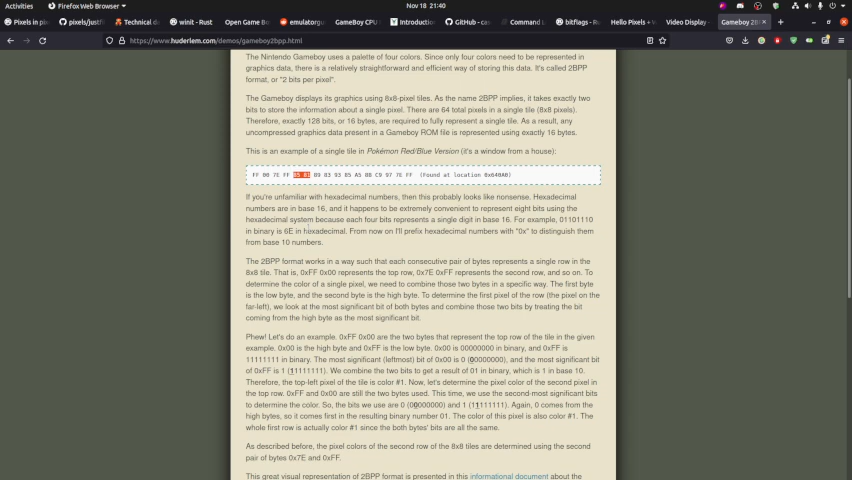 Activities Firefox Web Browser Nov 18 21:40
Pixels in pi pixels/justf Technical d winit - Rust Open Game Bo emulatorgu GameBoy CPU Introduction GitHub - ca Command L bitflags - Ru Hello Pixels + V Video Display Gameboy 2BP
https://www.huderlem.com/demos/gameboy2bpp.html
The Nintendo Gameboy uses a palette of four colors. Since only four colors need to be represented in
graphics data, there is a relatively straightforward and efficient way of storing this data. It's called 2BPP
format, or "2 bits per pixel".
The Gameboy displays its graphics using 8x8-pixel tiles. As the name 2BPP implies, it takes exactly two
bits to store the information about a single pixel. There are 64 total pixels in a single tile (8x8 pixels).
Therefore, exactly 128 bits, or 16 bytes, are required to fully represent a single tile. As a result, any
uncompressed graphics data present in a Gameboy ROM file is represented using exactly 16 bytes.
This is an example of a single tile in Pokémon Red/Blue Version (it's a window from a house):
FF 00 7E FF 85 81 89 83 93 85 A5 8B C9 97 7E FF (Found at location 0x640A0)
If you're unfamiliar with hexadecimal numbers, then this probably looks like nonsense. Hexadecimal
numbers are in base 16, and it happens to be extremely convenient to represent eight bits using the
hexadecimal system because each four bits represents a single digit in base 16. For example, 01101110
in binary is 6E in hexadecimal. From now on I'll prefix hexadecimal numbers with "0x" to distinguish them
from base 10 numbers.
The 2BPP format works in a way such that each consecutive pair of bytes represents a single row in the
8x8 tile. That is, 0xFF 0x00 represents the top row, 0x7E 0xFF represents the second row, and so on. To
determine the color of a single pixel, we need to combine those two bytes in a specific way. The first byte
is the low byte, and the second byte is the high byte. To determine the first pixel of the row (the pixel on the
far-left), we look at the most significant bit of both bytes and combine those two bits by treating the bit
coming from the high byte as the most significant bit.
Phew! Let's do an example. 0xFF 0x00 are the two bytes that represent the top row of the tile in the given
example. 0x00 is the high byte and 0xFF is the low byte. 0x00 is 00000000 in binary, and 0xFF is
11111111 in binary. The most significant (leftmost) bit of 0x00 is 0 (00000000), and the most significant bit
of 0xFF is 1 (11111111). We combine the two bits to get a result of 01 in binary, which is 1 in base 10.
Therefore, the top-left pixel of the tile is color #1. Now, let's determine the pixel color of the second pixel in
the top row. 0xFF and 0x00 are still the two bytes used. This time, we use the second-most significant bits
to determine the color. So, the bits we use are 0 (00000000) and 1 (11111111). Again, 0 comes from the
high bytes, so it comes first in the resulting binary number 01. The color of this pixel is also color #1. The
whole first row is actually color #1 since the both bytes' bits are all the same.
As described before, the pixel colors of the second row of the 8x8 tiles are determined using the second
pair of bytes 0x7E and 0xFF.
This great visual representation of 2BPP format is presented in this informational document about the